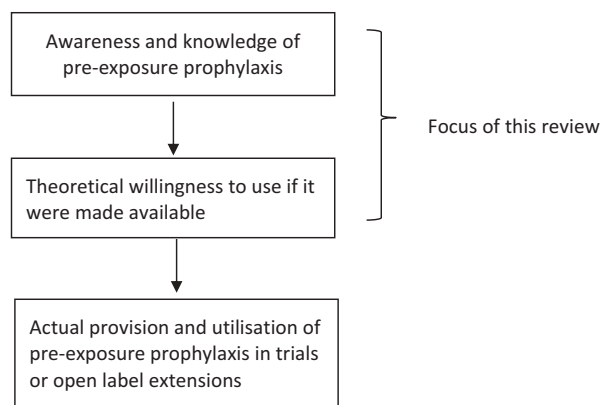 Awareness and knowledge of
pre-exposure prophylaxis
Focus of this review
Theoretical willingness to use if it
were made available
Actual provision and utilisation of
pre-exposure prophylaxis in trials
or open label extensions